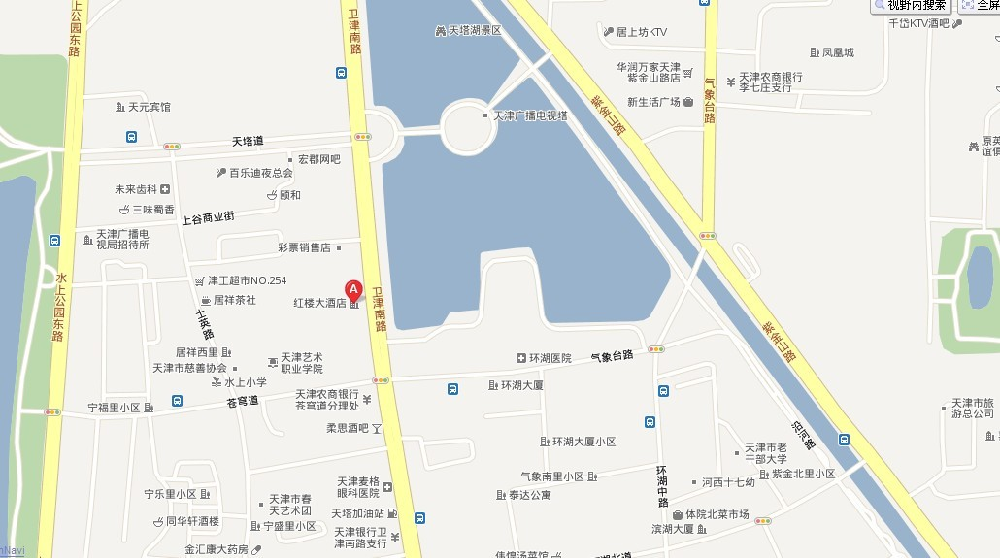 视野内搜索
全屏
上公园东路
卫津南路
天塔湖景区
居上坊KTV
千岱KTV酒吧
凤凰城
华润万家天津
紫金山路店
气象台路
天津农商银行
李七庄支行
新生活广场
紫金山路
天元宾馆
天津广播电视塔
天塔道
宏郡网吧
百乐迪夜总会
未来齿科
颐和
三味蜀香
上谷商业街
天津广播电
视局招待所
彩票销售店
水上公园东路
津工超市NO.254
A
居祥茶社
红楼大酒店
卫津南路
士英路
紫金山路
居祥西里
天津市慈善协会
天津艺术
职业学院
水上小学
环湖医院
气象台路
环湖大厦
宁福里小区
苍穹道
天津农商银行
苍穹道分理处
柔思酒吧
天津市旅
游总公司
沿河路
环湖大厦小区
天津市老
干部大学
气象南里小区
紫金北里小区
河西十七幼
环湖中路
天津麦格
眼科医院
宁乐里小区
天津市春
天艺术团
泰达公寓
天塔加油站
体院北菜市场
同华轩酒楼
宁盛里小区
滨湖大厦
天津银行卫
津南路支行
金汇康大药房